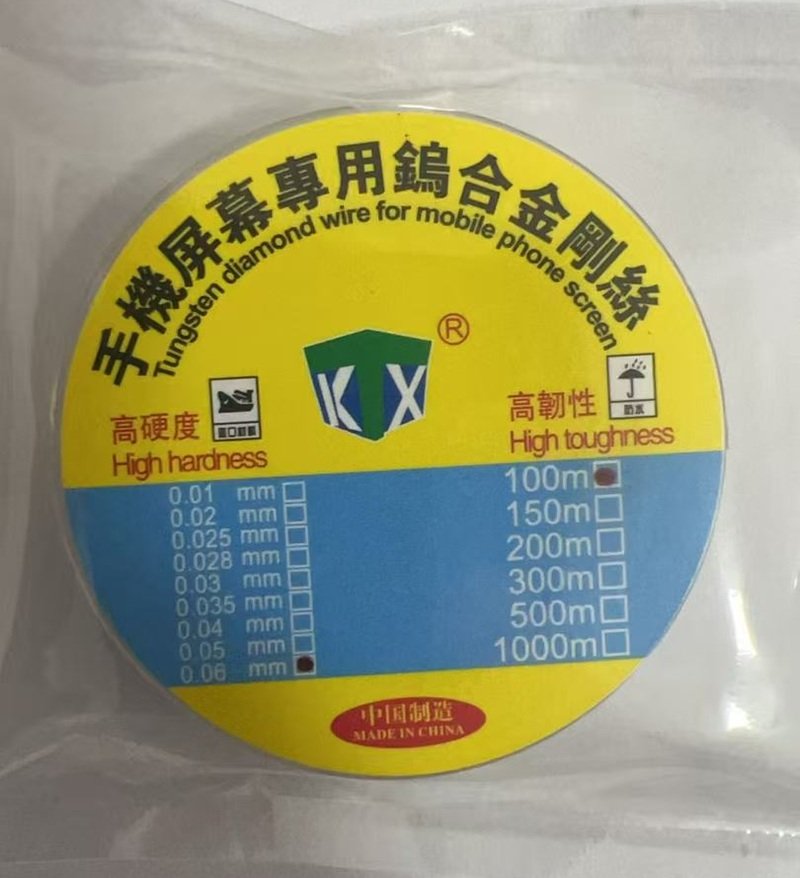 手機屏幕專用鎢合金剛絲
Tungsten diamond wire for mobile phone screen
®
KTX
高硬度
High hardness
高韌性
防水
High toughness
0.01 mm
0.02 mm
0.025 mm
0.028 mm
0.03 mm
0.035 mm
0.04 mm
0.05 mm
0.06 mm
100m
150m
200m
300m
500m
1000m
中国制造
MADE IN CHINA